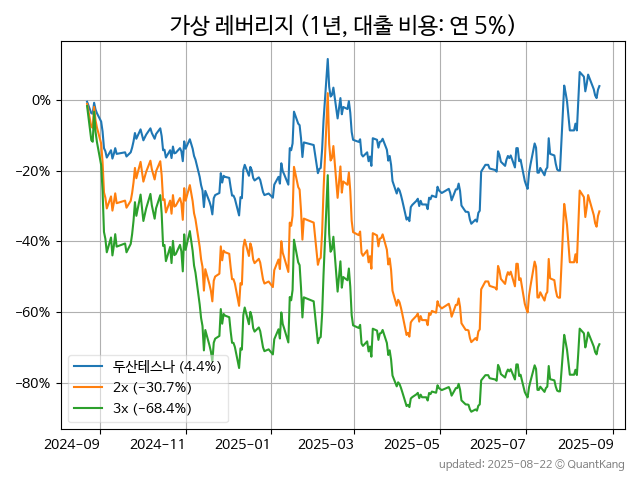 가상 레버리지 (1년, 대출 비용: 연 5%)
0%
−20%
−40%
−60%
−80%
두산테스나 (4.4%)
2x (−30.7%)
3x (−68.4%)
2024-09 2024-11 2025-01 2025-03 2025-05 2025-07 2025-09
updated: 2025-08-22 © QuantKang